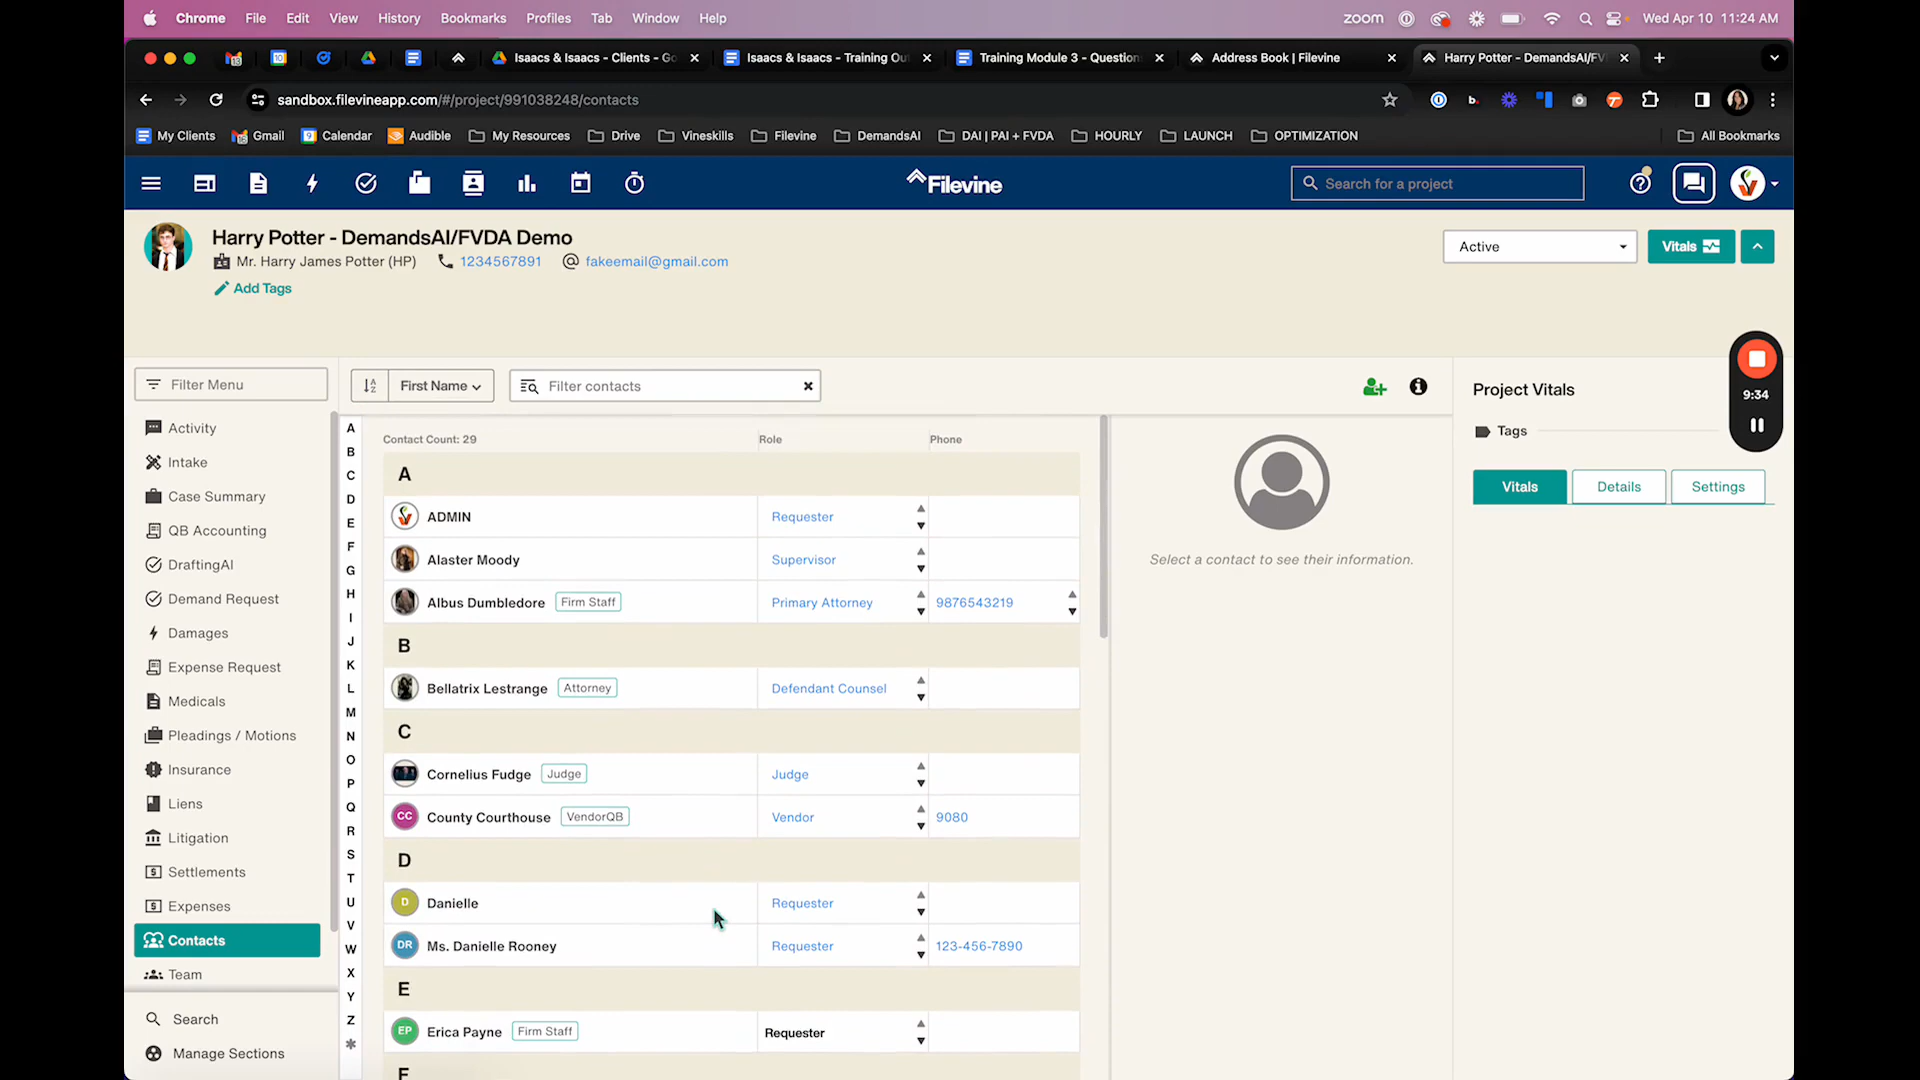 Chrome File Edit View History Bookmarks Profiles Tab Window Help zoom Wed Apr 10 11:24 AM
Isaacs & Isaacs - Clients - Go Isaacs & Isaacs - Training Ou Training Module 3 - Question Address Book | Filevine Harry Potter - DemandsAI/FV
sandbox.filevineapp.com/#/project/991038248/contacts
My Clients Gmail Calendar Audible My Resources Drive Vineskills Filevine DemandsAI DAI | PAI + FVDA HOURLY LAUNCH OPTIMIZATION All Bookmarks
Filevine Search for a project
Harry Potter - DemandsAI/FVDA Demo
Mr. Harry James Potter (HP) 1234567891 fakeemail@gmail.com
Add Tags
Active Vitals
Filter Menu
Activity
Intake
Case Summary
QB Accounting
DraftingAI
Demand Request
Damages
Expense Request
Medicals
Pleadings / Motions
Insurance
Liens
Litigation
Settlements
Expenses
Contacts
Team
Search
Manage Sections
First Name Filter contacts
A
B
C
D
E
F
G
H
I
J
K
L
M
N
O
P
Q
R
S
T
U
V
W
X
Y
Z
*
Contact Count: 29 Role Phone
A
ADMIN Requester
Alaster Moody Supervisor
Albus Dumbledore Firm Staff Primary Attorney 9876543219
B
Bellatrix Lestrange Attorney Defendant Counsel
C
Cornelius Fudge Judge Judge
CC County Courthouse VendorQB Vendor 9080
D
D Danielle Requester
DR Ms. Danielle Rooney Requester 123-456-7890
E
EP Erica Payne Firm Staff Requester
F
Select a contact to see their information.
Project Vitals
Tags
Vitals Details Settings
9:34